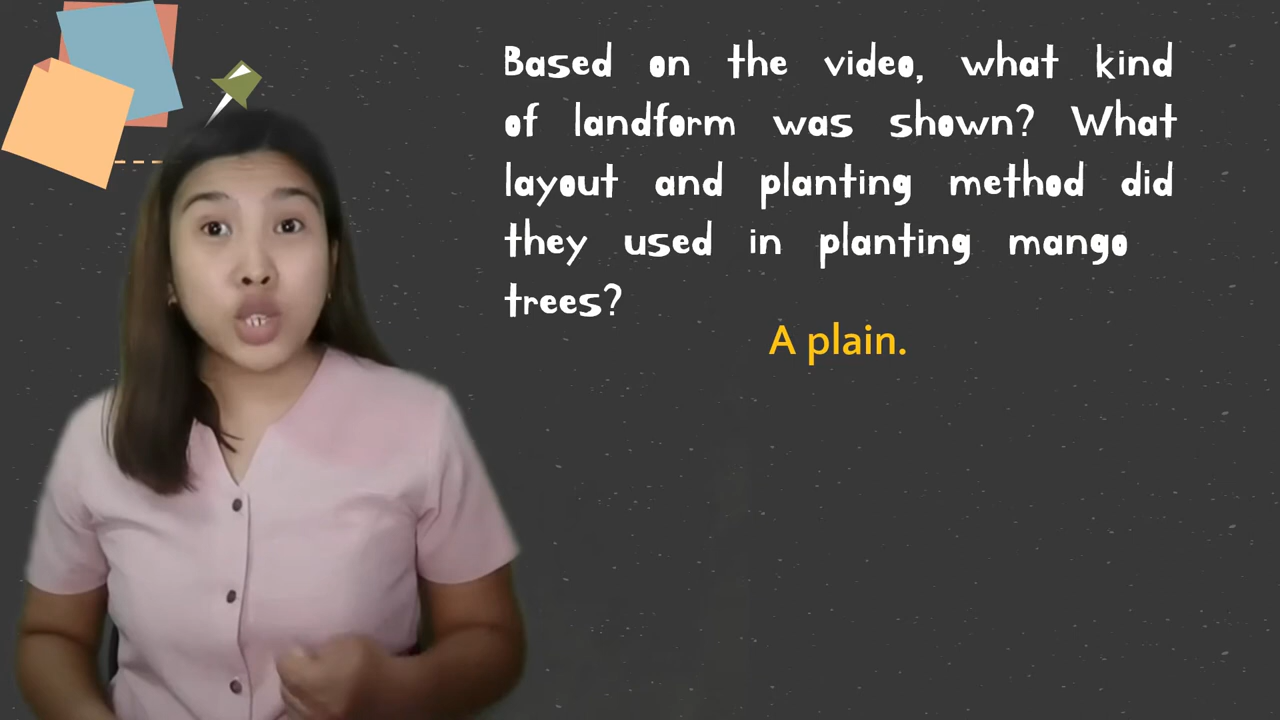 Based on the video, what kind
of landform was shown? What
layout and planting method did
they used in planting mango
trees?
A plain.